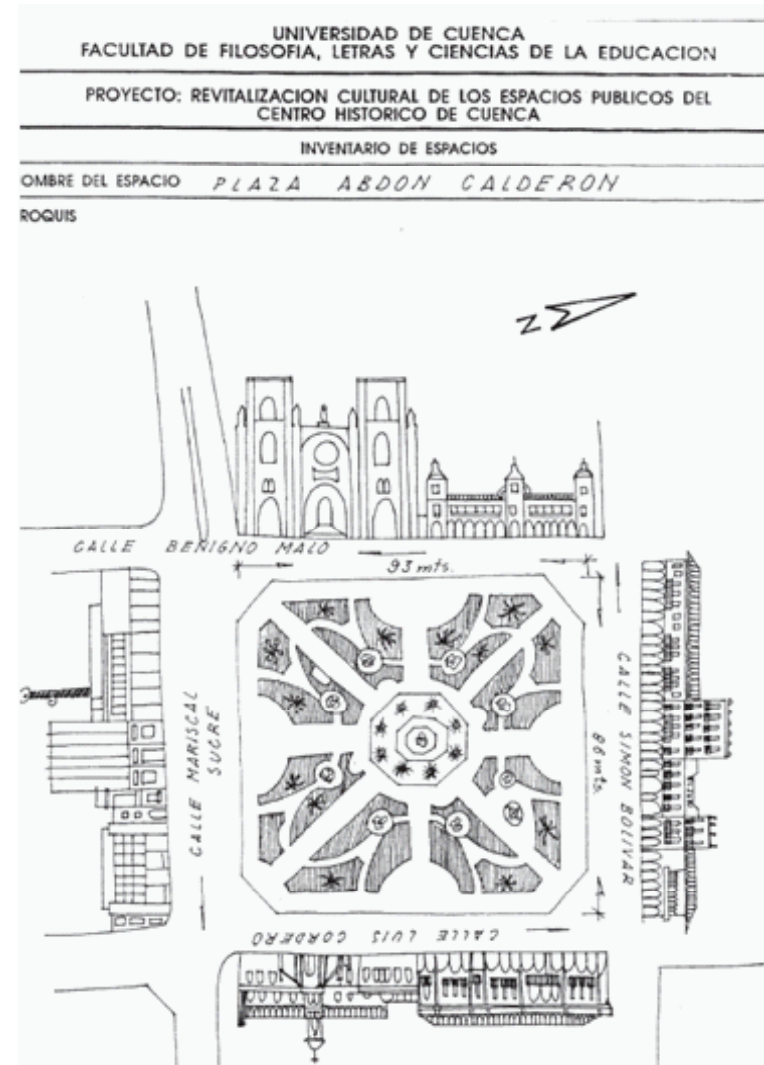 UNIVERSIDAD DE CUENCA
FACULTAD DE FILOSOFIA, LETRAS Y CIENCIAS DE LA EDUCACION
PROYECTO: REVITALIZACION CULTURAL DE LOS ESPACIOS PUBLICOS DEL
CENTRO HISTORICO DE CUENCA
INVENTARIO DE ESPACIOS
OMBRE DEL ESPACIO PLAZA ABDON CALDERON
ROQUIS
N
CALLE BENIGNO MALO
93 mts.
CALLE MARISCAL
SUCRE
CALLE SIMON BOLIVAR
86 mts.
CALLE LUIS CORDERO